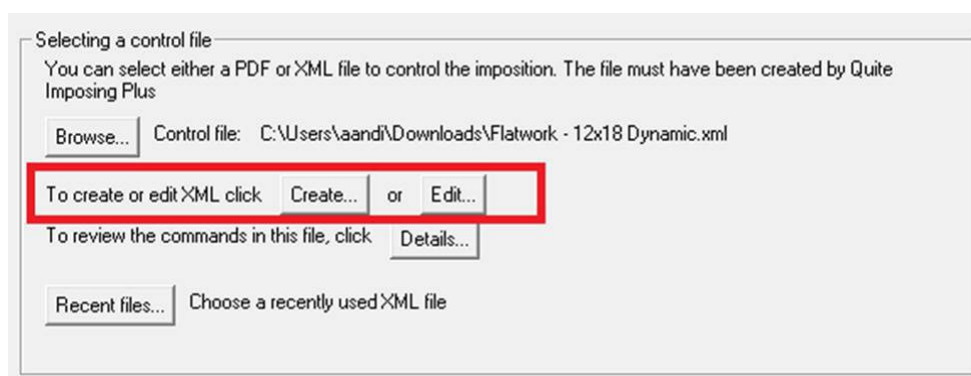 Selecting a control file
You can select either a PDF or XML file to control the imposition. The file must have been created by Quite
Imposing Plus
Browse... Control file: C:\Users\aandi\Downloads\Flatwork - 12x18 Dynamic.xml
To create or edit XML click Create... or Edit...
To review the commands in this file, click Details...
Recent files... Choose a recently used XML file